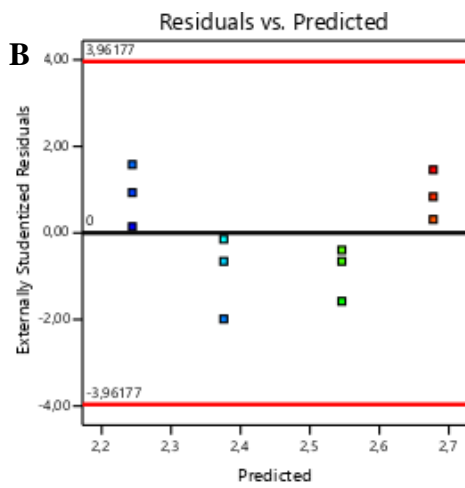 Residuals vs. Predicted
B
Externally Studentized Residuals
4,00
3,96177
2,00
0,00
0
-2,00
-4,00
-3,96177
2,2 2,3 2,4 2,5 2,6 2,7
Predicted